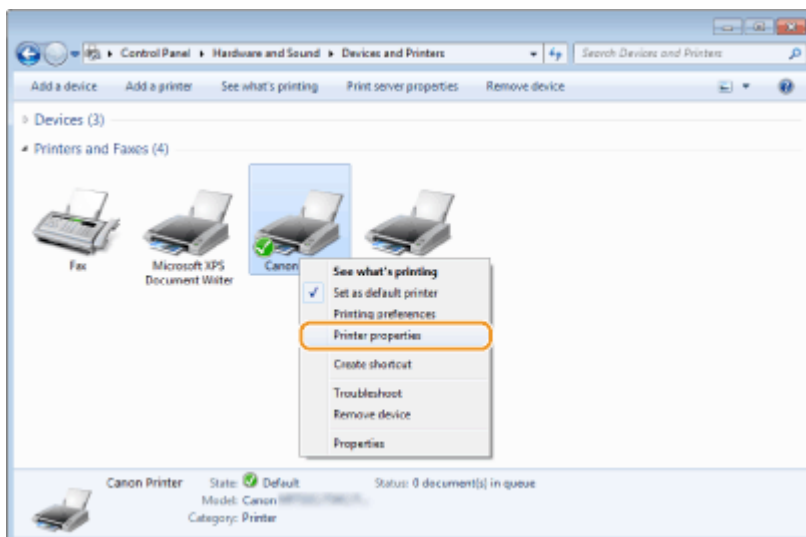 Control Panel ▸ Hardware and Sound ▸ Devices and Printers
Search Devices and Printers
Add a device Add a printer See what's printing Print server properties Remove device
Devices (3)
Printers and Faxes (4)
Fax
Microsoft XPS
Document Writer
Canon
See what's printing
Set as default printer
Printing preferences
Printer properties
Create shortcut
Troubleshoot
Remove device
Properties
Canon Printer State: Default Status: 0 document(s) in queue
Model: Canon
Category: Printer